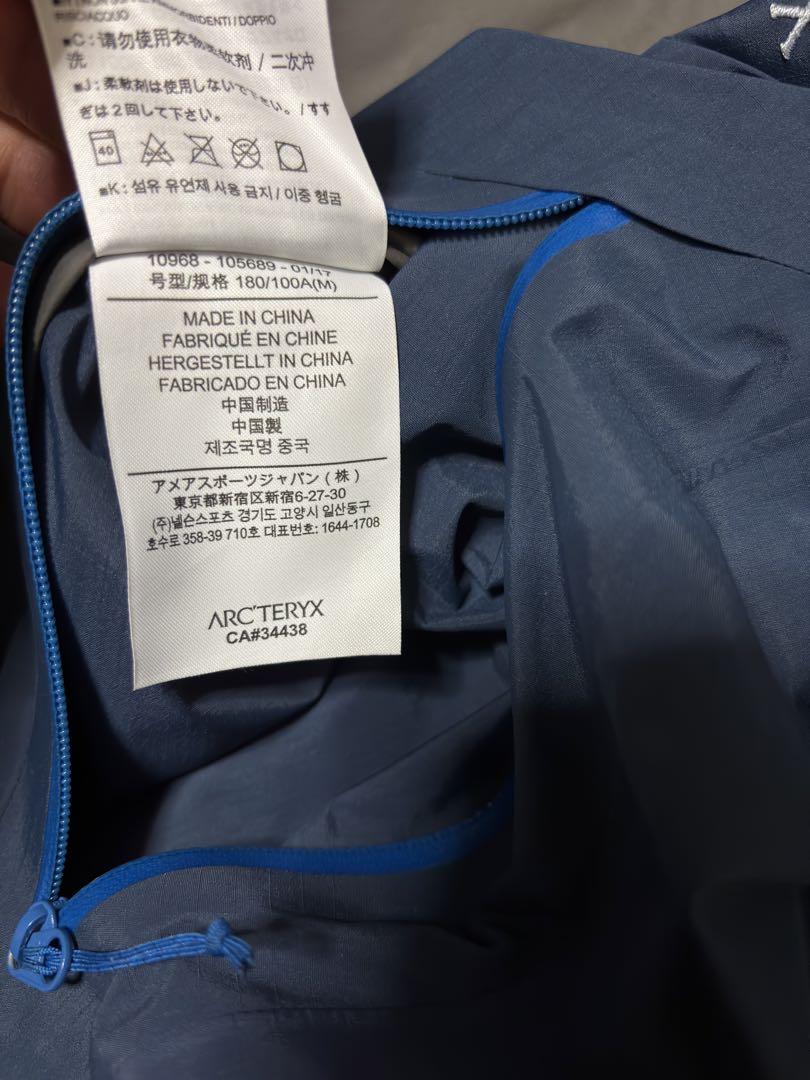 /DOPPIO
RISCIACQUO
■C:请勿使用衣物柔软剂/二次冲
洗
■J:柔軟剤は使用しないで下さい。/すす
ぎは2回して下さい。
40
■K:섬유 유연제 사용 금지/이중 헹굼
10968 - 105689 - 01/17
号型/规格 180/100A(M)
MADE IN CHINA
FABRIQUÉ EN CHINE
HERGESTELLT IN CHINA
FABRICADO EN CHINA
中国制造
中國製
제조국명 중국
アメアスポーツジャパン(株)
東京都新宿区新宿6-27-30
(주)넬슨스포츠 경기도 고양시 일산동구
호수로 358-39 710호 대표번호: 1644-1708
ARC'TERYX
CA#34438